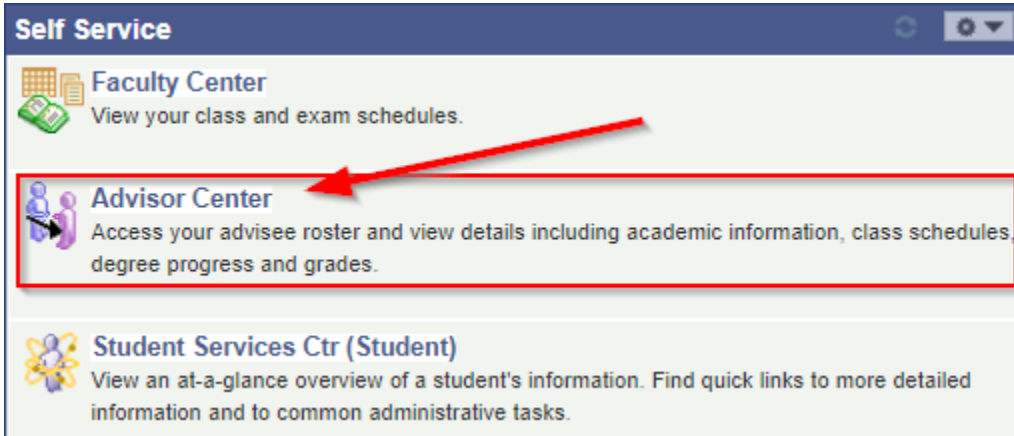 Self Service
Faculty Center
View your class and exam schedules.
Advisor Center
Access your advisee roster and view details including academic information, class schedules,
degree progress and grades.
Student Services Ctr (Student)
View an at-a-glance overview of a student's information. Find quick links to more detailed
information and to common administrative tasks.